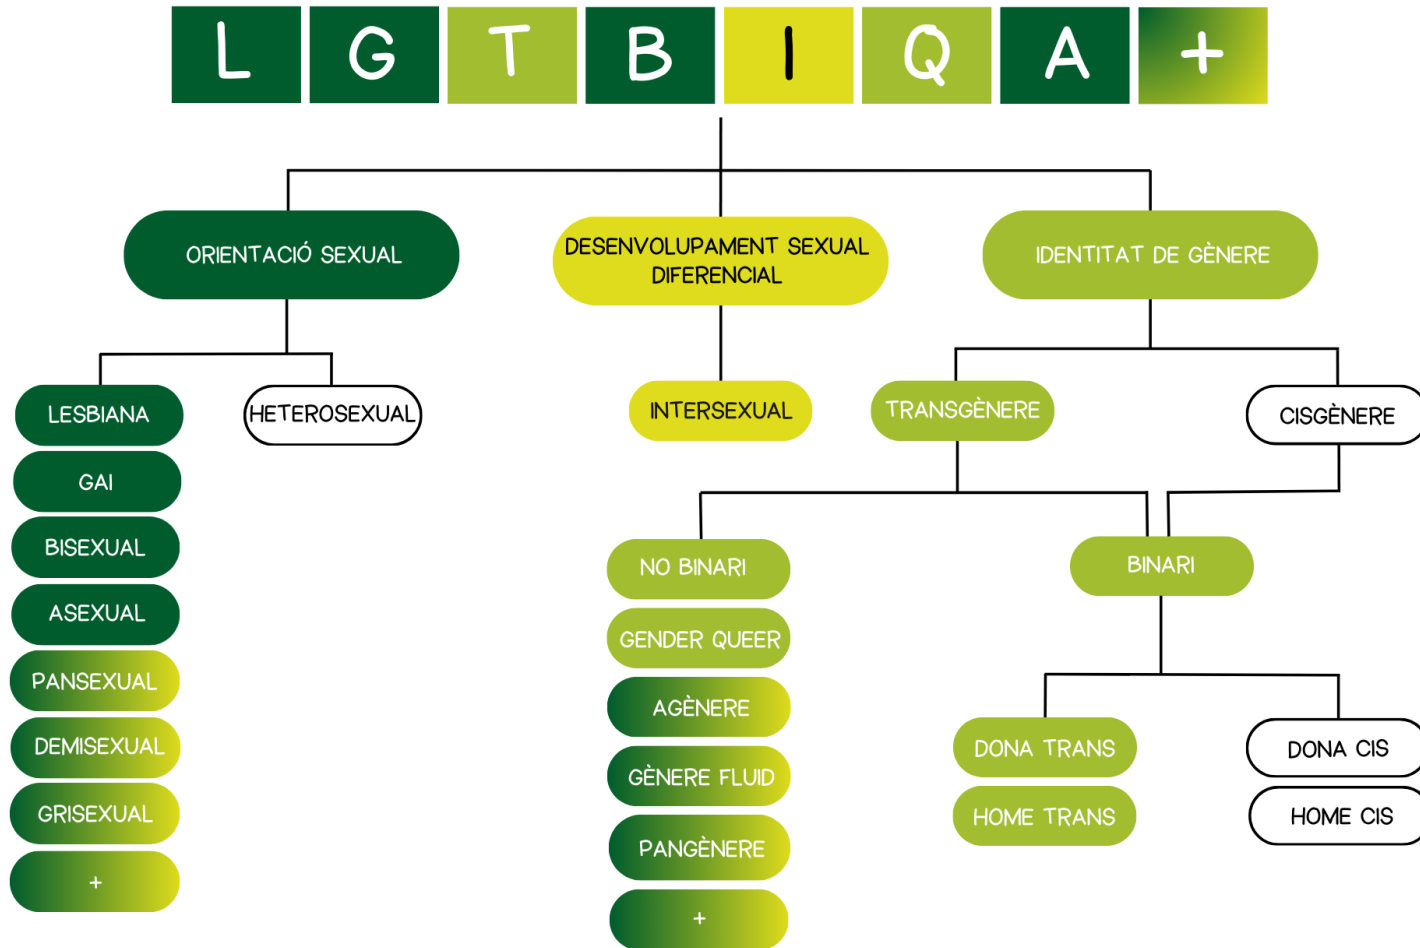 L G T B I Q A +
ORIENTACIÓ SEXUAL
DESENVOLUPAMENT SEXUAL
DIFERENCIAL
IDENTITAT DE GÈNERE
LESBIANA
HETEROSEXUAL
INTERSEXUAL
TRANSGÈNERE
CISGÈNERE
GAI
BISEXUAL
ASEXUAL
PANSEXUAL
DEMISEXUAL
GRISEXUAL
+
NO BINARI
BINARI
GENDER QUEER
AGÈNERE
GÈNERE FLUID
PANGÈNERE
+
DONA TRANS
DONA CIS
HOME TRANS
HOME CIS